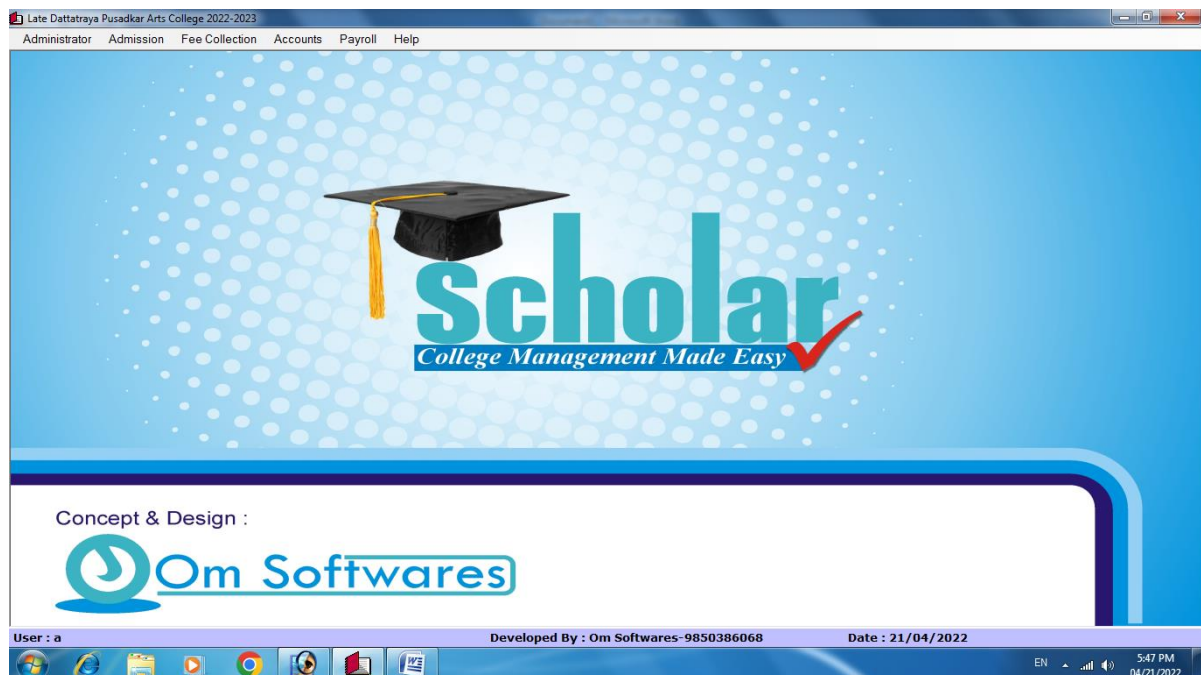 Late Dattatraya Pusadkar Arts College 2022-2023
Administrator Admission Fee Collection Accounts Payroll Help
Scholar
College Management Made Easy
Concept & Design :
Om Softwares
User : a Developed By : Om Softwares-9850386068 Date : 21/04/2022
EN 5:47 PM
04/21/2022